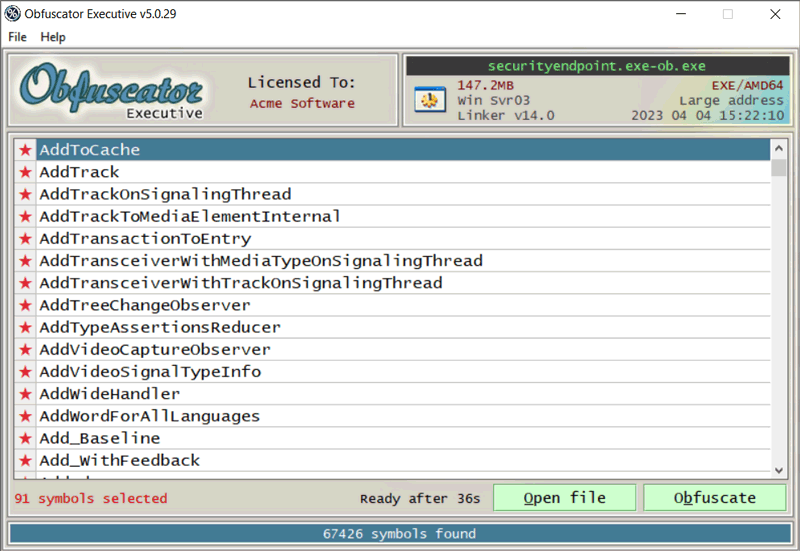 Obfuscator Executive v5.0.29
File Help
Obfuscator
Executive
Licensed To:
Acme Software
securityendpoint.exe-ob.exe
147.2MB EXE/AMD64
Win Svr03 Large address
Linker v14.0 2023 04 04 15:22:10
AddToCache
AddTrack
AddTrackOnSignalingThread
AddTrackToMediaElementInternal
AddTransactionToEntry
AddTransceiverWithMediaTypeOnSignalingThread
AddTransceiverWithTrackOnSignalingThread
AddTreeChangeObserver
AddTypeAssertionsReducer
AddVideoCaptureObserver
AddVideoSignalTypeInfo
AddWideHandler
AddWordForAllLanguages
Add_Baseline
Add_WithFeedback
91 symbols selected Ready after 36s Open file Obfuscate
67426 symbols found